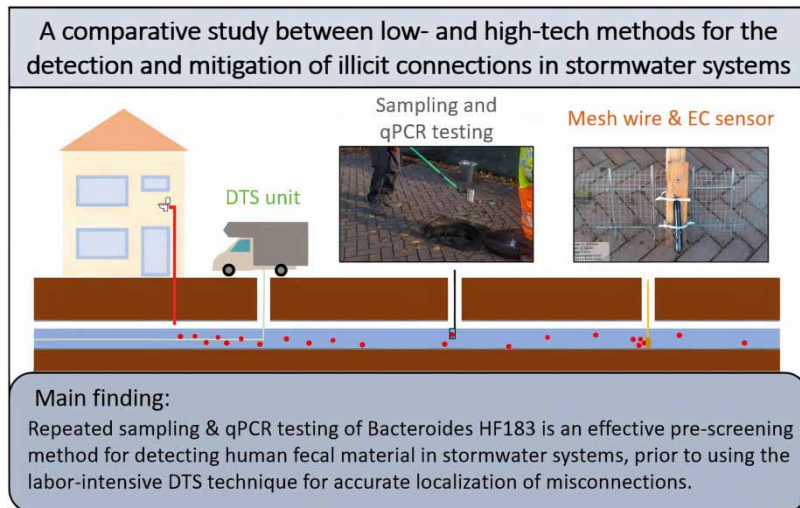 A comparative study between low- and high-tech methods for the
detection and mitigation of illicit connections in stormwater systems
Sampling and
qPCR testing
Mesh wire & EC sensor
DTS unit
Main finding:
Repeated sampling & qPCR testing of Bacteroides HF183 is an effective pre-screening
method for detecting human fecal material in stormwater systems, prior to using the
labor-intensive DTS technique for accurate localization of misconnections.